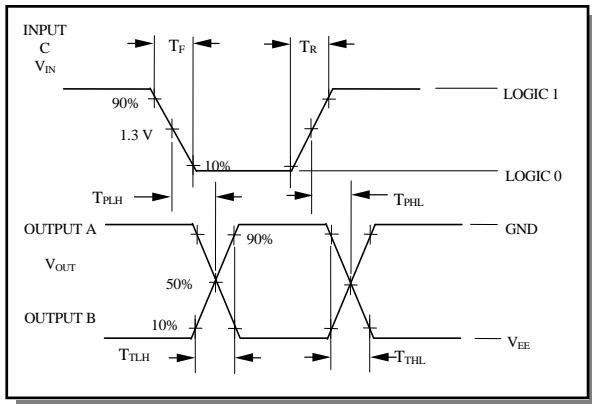 INPUT
C
V_IN
T_F
T_R
90%
LOGIC 1
1.3 V
10%
LOGIC 0
T_PLH
T_PHL
OUTPUT A
GND
90%
V_OUT
50%
OUTPUT B
10%
V_EE
T_TLH
T_THL